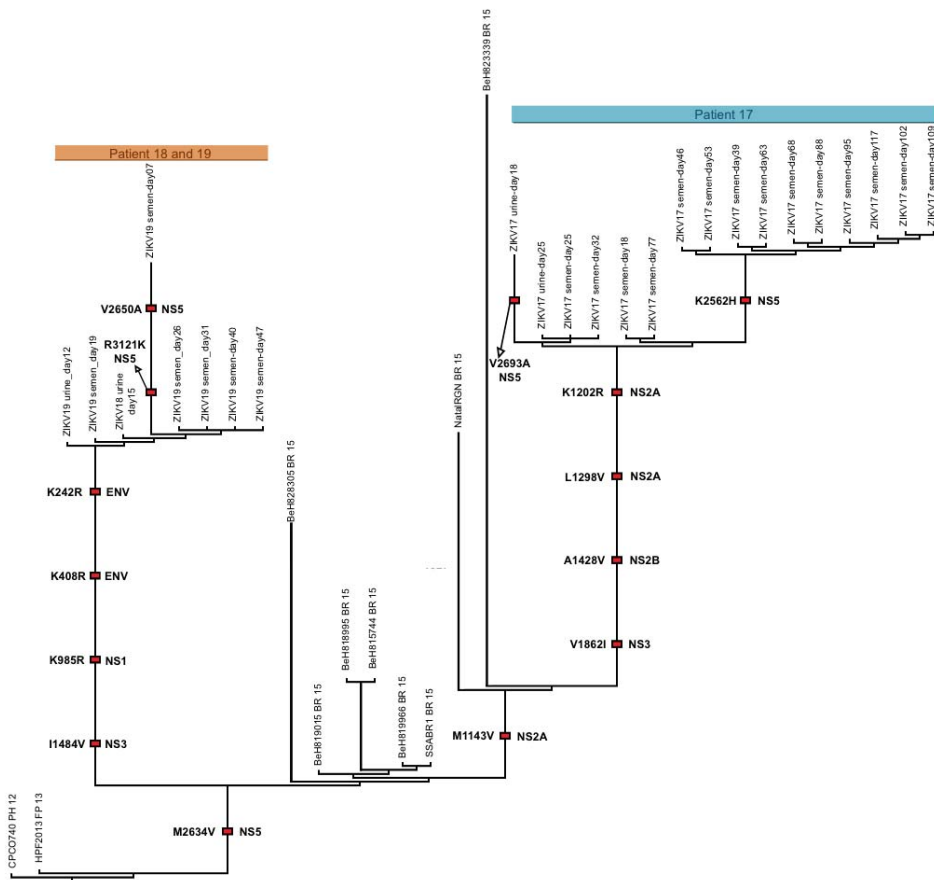 BeH823339 BR 15
Patient 17
Patient 18 and 19
ZIKV19 semen-day07
ZIKV17 urine-day18
ZIKV17 urine-day25
ZIKV17 semen-day25
ZIKV17 semen-day32
ZIKV17 semen-day18
ZIKV17 semen-day77
ZIKV17 semen-day46
ZIKV17 semen-day53
ZIKV17 semen-day39
ZIKV17 semen-day63
ZIKV17 semen-day68
ZIKV17 semen-day88
ZIKV17 semen-day95
ZIKV17 semen-day117
ZIKV17 semen-day102
ZIKV17 semen-day109
V2650A NS5
K2562H NS5
R3121K
NS5
V2693A
NS5
ZIKV19 urine_day12
ZIKV19 semen_day19
ZIKV18 urine
day15
ZIKV19 semen_day26
ZIKV19 semen_day31
ZIKV19 semen-day40
ZIKV19 semen-day47
NatalRGN BR 15
K1202R NS2A
BeH828305 BR 15
L1298V NS2A
K242R ENV
A1428V NS2B
K408R ENV
V1862I NS3
K985R NS1
BeH819015 BR 15
BeH818995 BR 15
BeH815744 BR 15
BeH819966 BR 15
SSABR1 BR 15
M1143V NS2A
I1484V NS3
M2634V NS5
CPCO740 PH 12
HPF2013 FP 13